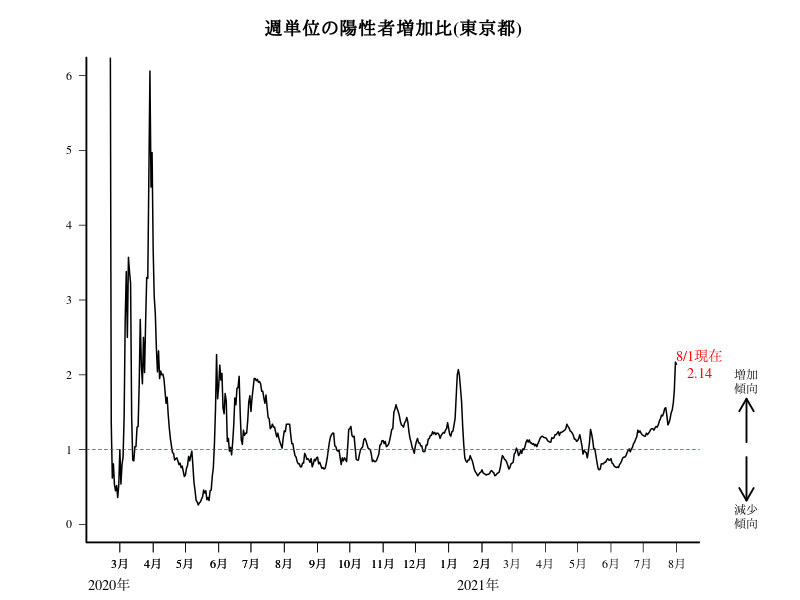 週単位の陽性者増加比(東京都)
6
5
4
3
2
1
0
8/1現在
2.14
増加
傾向
減少
傾向
3月 4月 5月 6月 7月 8月 9月 10月 11月 12月 1月 2月 3月 4月 5月 6月 7月 8月
2020年 2021年